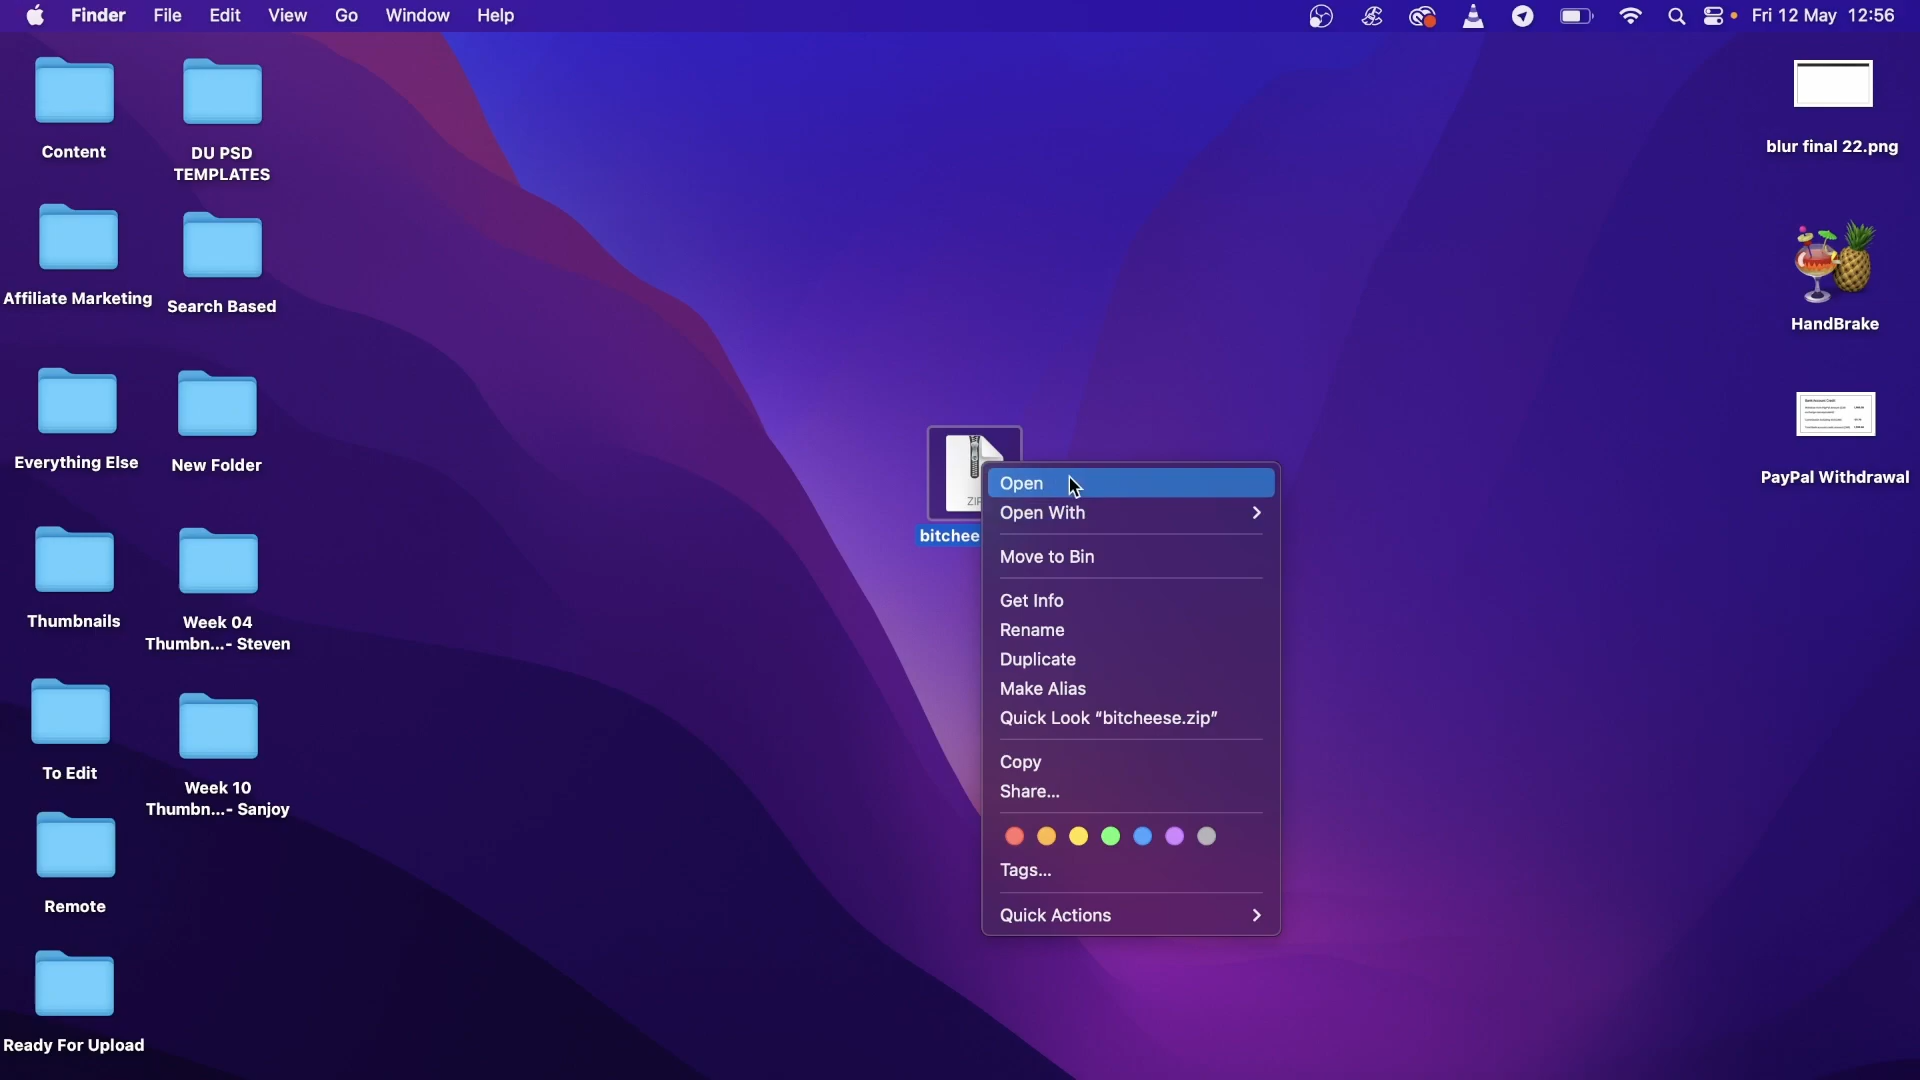 Finder File Edit View Go Window Help Fri 12 May 12:56
Content
DU PSD
TEMPLATES
Affiliate Marketing
Search Based
Everything Else
New Folder
Thumbnails
Week 04
Thumbn...- Steven
To Edit
Week 10
Thumbn...- Sanjoy
Remote
Ready For Upload
ZIP
bitchee
Open
Open With
Move to Bin
Get Info
Rename
Duplicate
Make Alias
Quick Look “bitcheese.zip”
Copy
Share...
Tags...
Quick Actions
blur final 22.png
HandBrake
PayPal Withdrawal